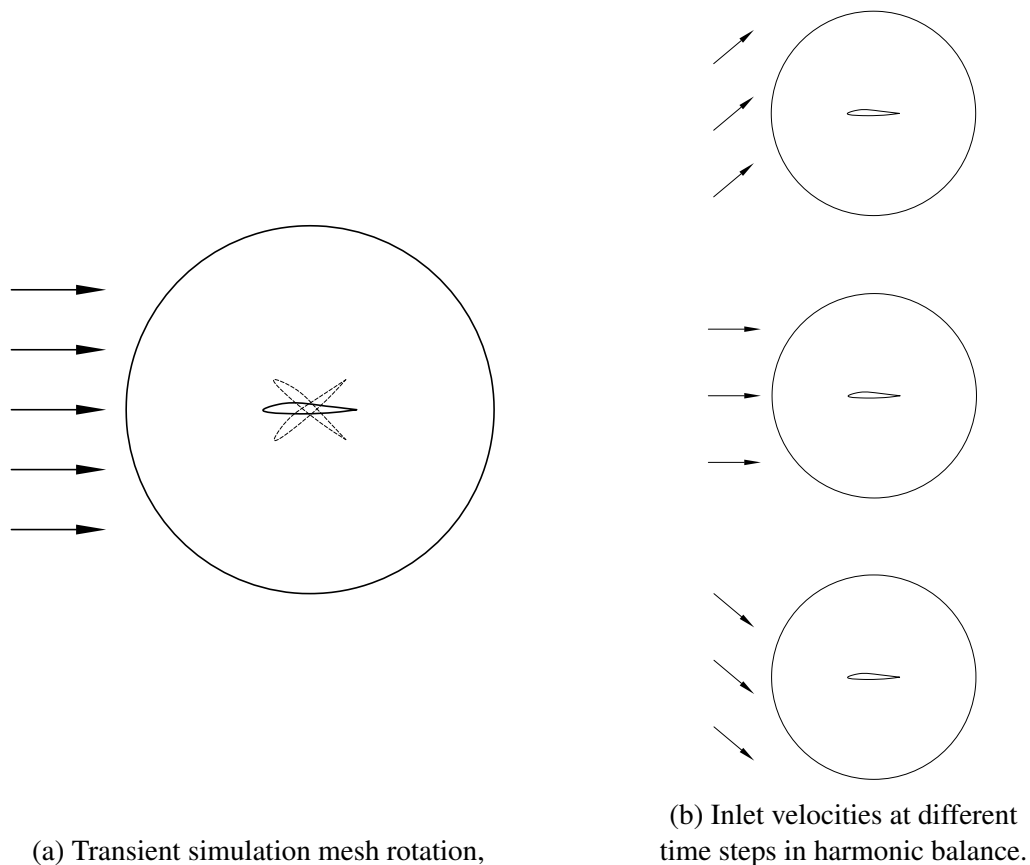 (a) Transient simulation mesh rotation,
(b) Inlet velocities at different
time steps in harmonic balance.